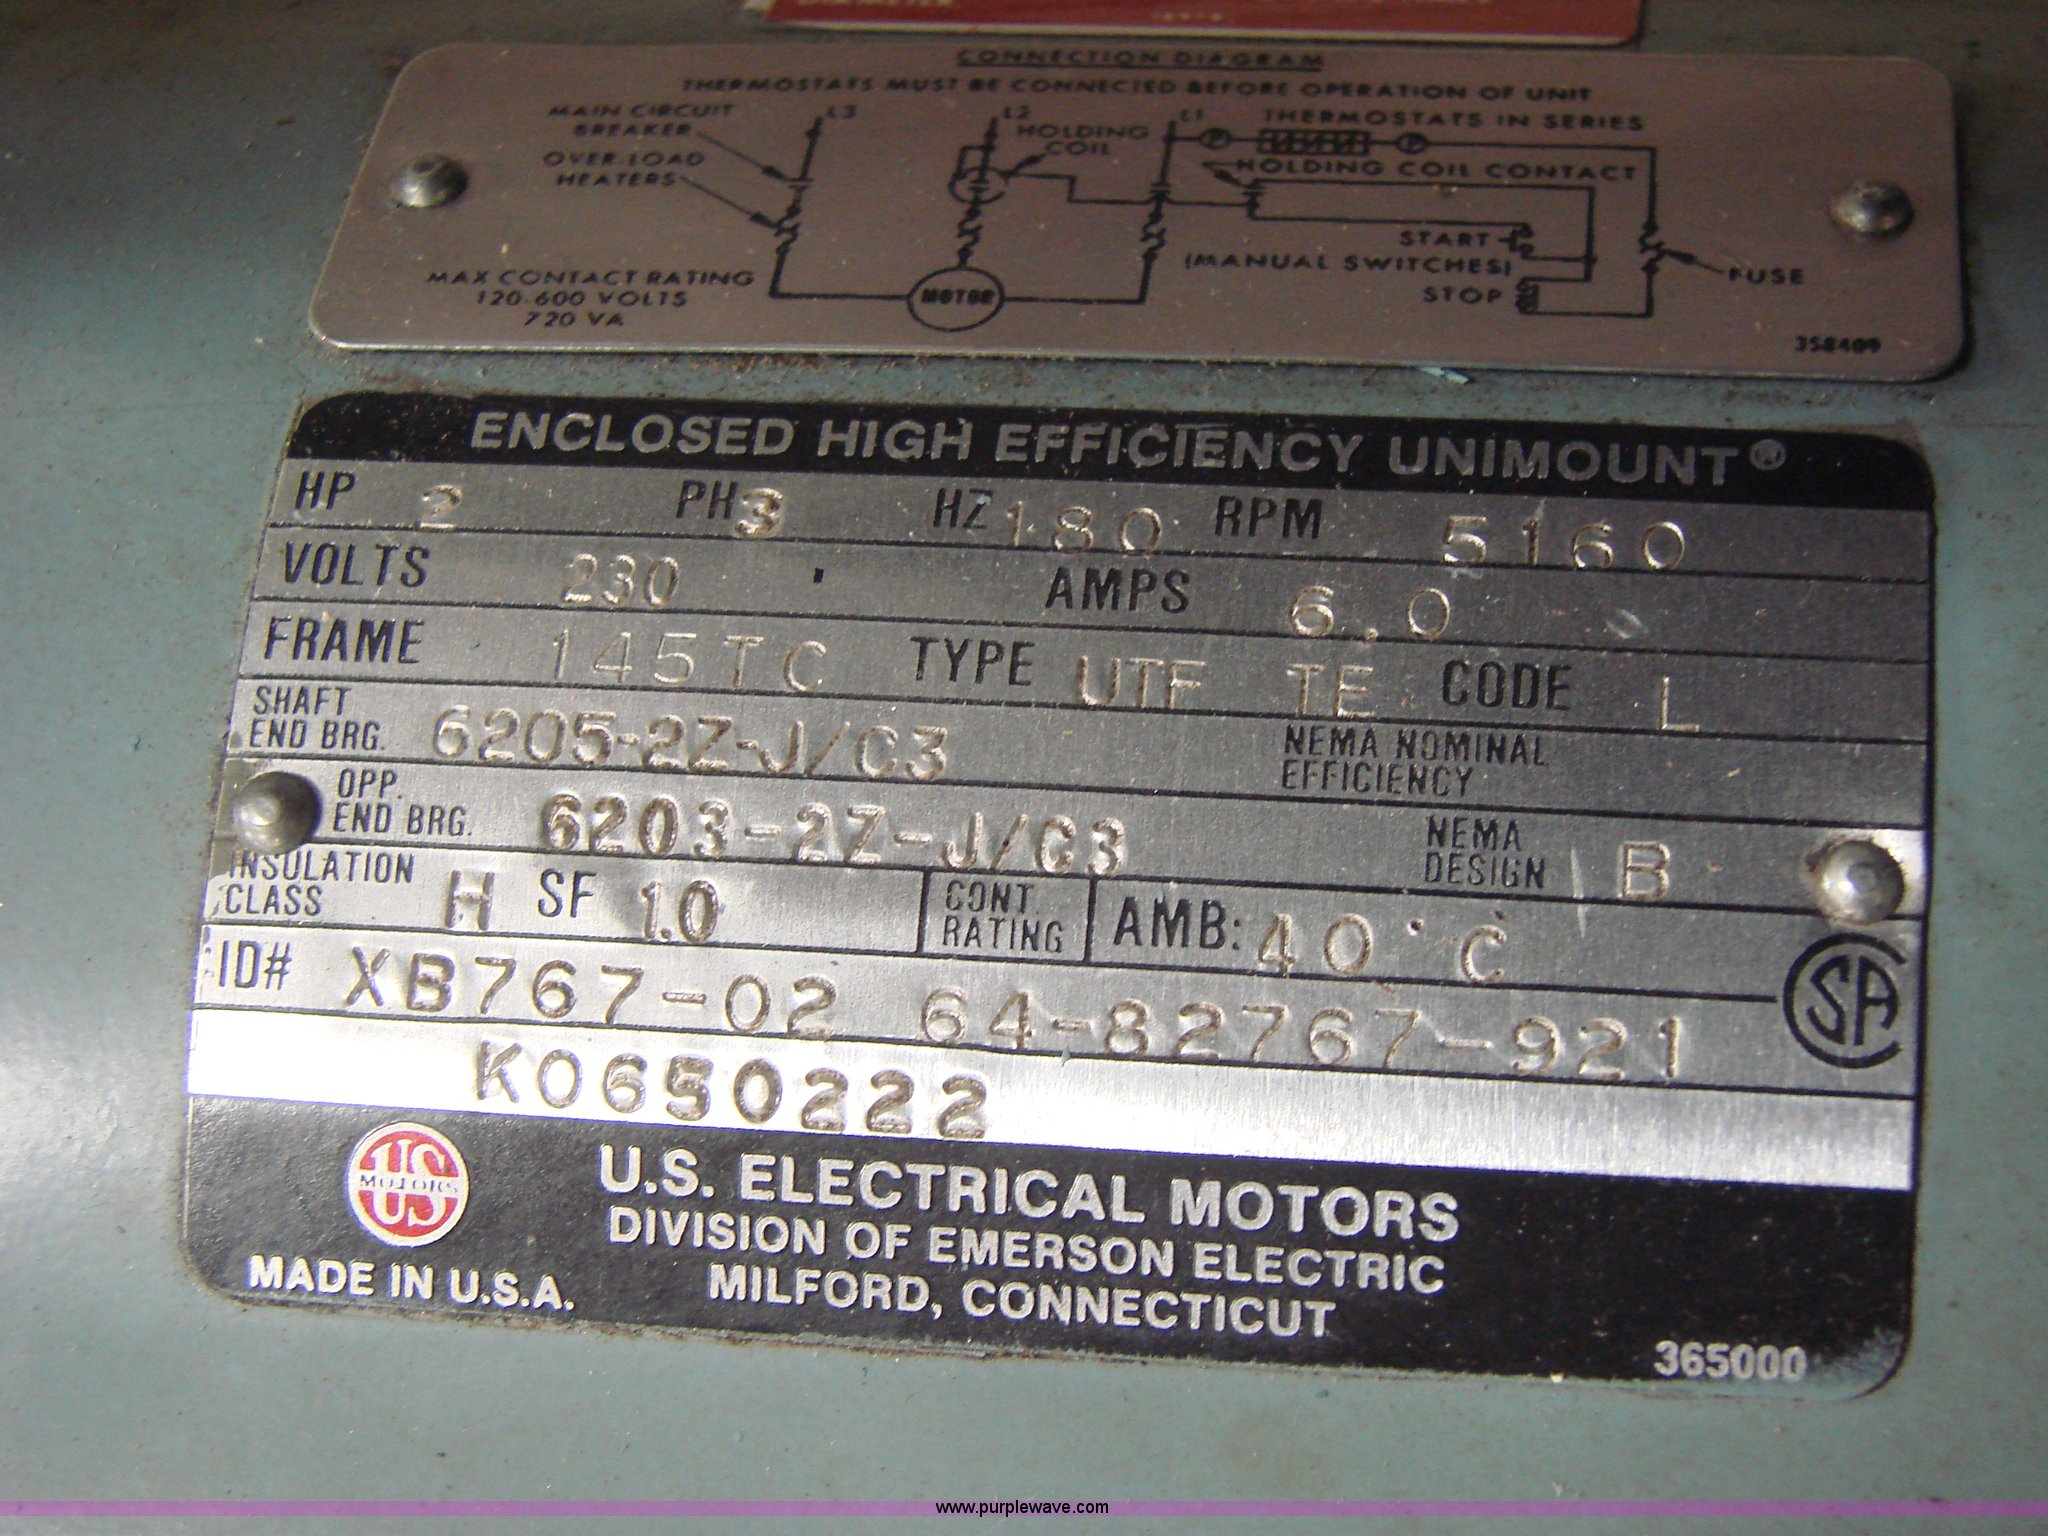 CONNECTION DIAGRAM
THERMOSTATS MUST BE CONNECTED BEFORE OPERATION OF UNIT
MAIN CIRCUIT BREAKER
L3
L2
L1
HOLDING COIL
THERMOSTATS IN SERIES
P
P
OVER-LOAD HEATERS
HOLDING COIL CONTACT
START
(MANUAL SWITCHES)
STOP
FUSE
MAX CONTACT RATING
120-600 VOLTS
720 VA
MOTOR
358409
ENCLOSED HIGH EFFICIENCY UNIMOUNT®
HP 2 PH 3 HZ 180 RPM 5160
VOLTS 230 AMPS 6.0
FRAME 145TC TYPE UTF TE CODE L
SHAFT END BRG. 6205-2Z-J/C3 NEMA NOMINAL EFFICIENCY
OPP. END BRG. 6203-2Z-J/C3 NEMA DESIGN B
INSULATION CLASS H SF 1.0 CONT RATING AMB: 40°C
ID# XB767-02 64-82767-921
SA
K0650222
US MOTORS
U.S. ELECTRICAL MOTORS
DIVISION OF EMERSON ELECTRIC
MADE IN U.S.A. MILFORD, CONNECTICUT
365000
www.purplewave.com